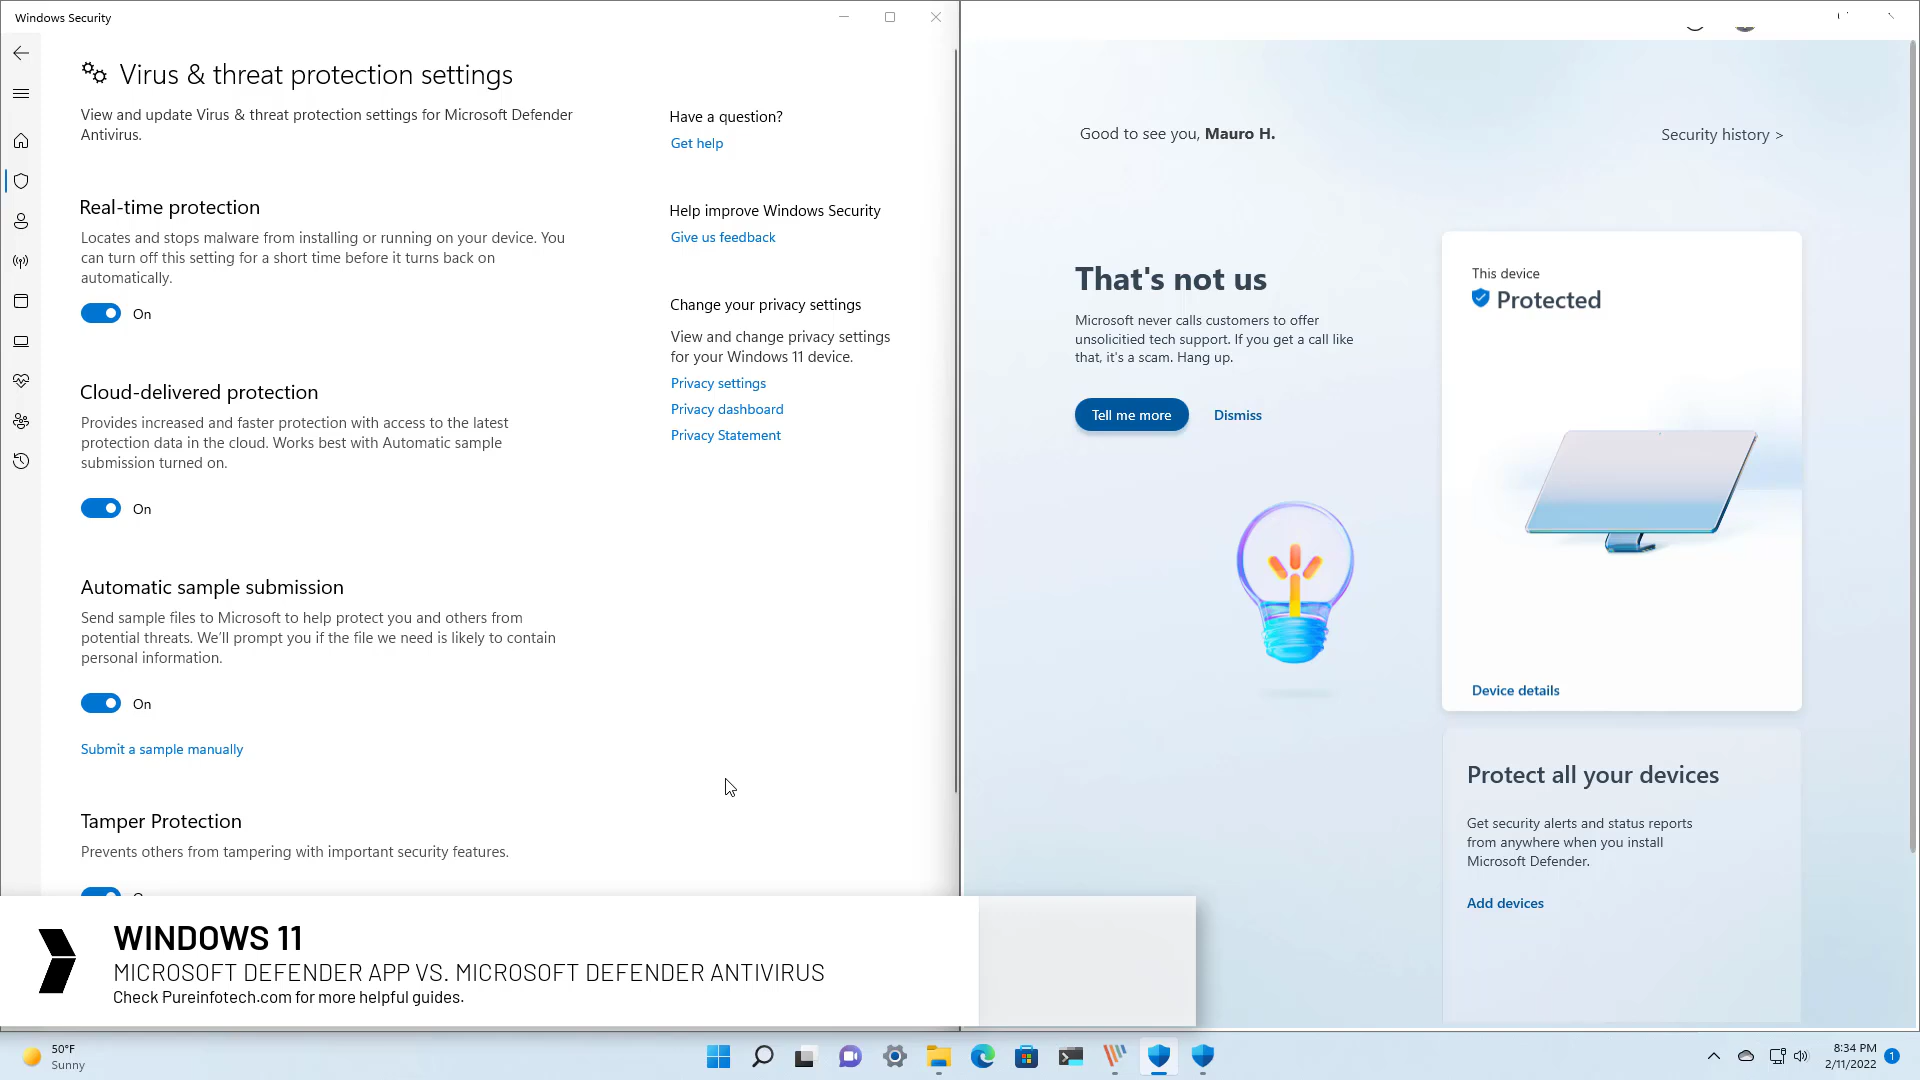 Windows Security
Virus & threat protection settings
View and update Virus & threat protection settings for Microsoft Defender
Antivirus.
Real-time protection
Locates and stops malware from installing or running on your device. You
can turn off this setting for a short time before it turns back on
automatically.
On
Cloud-delivered protection
Provides increased and faster protection with access to the latest
protection data in the cloud. Works best with Automatic sample
submission turned on.
On
Automatic sample submission
Send sample files to Microsoft to help protect you and others from
potential threats. We'll prompt you if the file we need is likely to contain
personal information.
On
Submit a sample manually
Tamper Protection
Prevents others from tampering with important security features.
Have a question?
Get help
Help improve Windows Security
Give us feedback
Change your privacy settings
View and change privacy settings
for your Windows 11 device.
Privacy settings
Privacy dashboard
Privacy Statement
Good to see you, Mauro H.
Security history >
That's not us
Microsoft never calls customers to offer
unsolicitied tech support. If you get a call like
that, it's a scam. Hang up.
Tell me more
Dismiss
This device
Protected
Device details
Protect all your devices
Get security alerts and status reports
from anywhere when you install
Microsoft Defender.
Add devices
WINDOWS 11
MICROSOFT DEFENDER APP VS. MICROSOFT DEFENDER ANTIVIRUS
Check Pureinfotech.com for more helpful guides.
50°F
Sunny
8:34 PM
2/11/2022
1